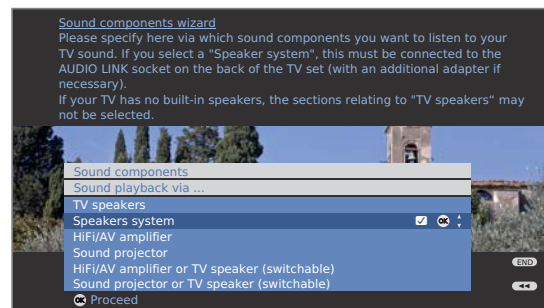 Sound components wizard
Please specify here via which sound components you want to listen to your
TV sound. If you select a "Speaker system", this must be connected to the
AUDIO LINK socket on the back of the TV set (with an additional adapter if
necessary).
If your TV has no built-in speakers, the sections relating to "TV speakers" may
not be selected.
Sound components
Sound playback via ...
TV speakers
Speakers system OK
HiFi/AV amplifier
Sound projector
HiFi/AV amplifier or TV speaker (switchable)
END
Sound projector or TV speaker (switchable)
OK Proceed